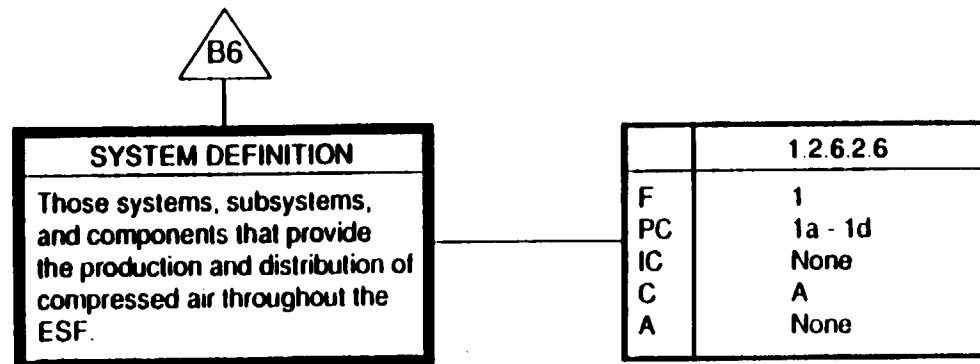 B6
SYSTEM DEFINITION
Those systems, subsystems,
and components that provide
the production and distribution of
compressed air throughout the
ESF.
1.2.6.2.6
F 1
PC 1a - 1d
IC None
C A
A None